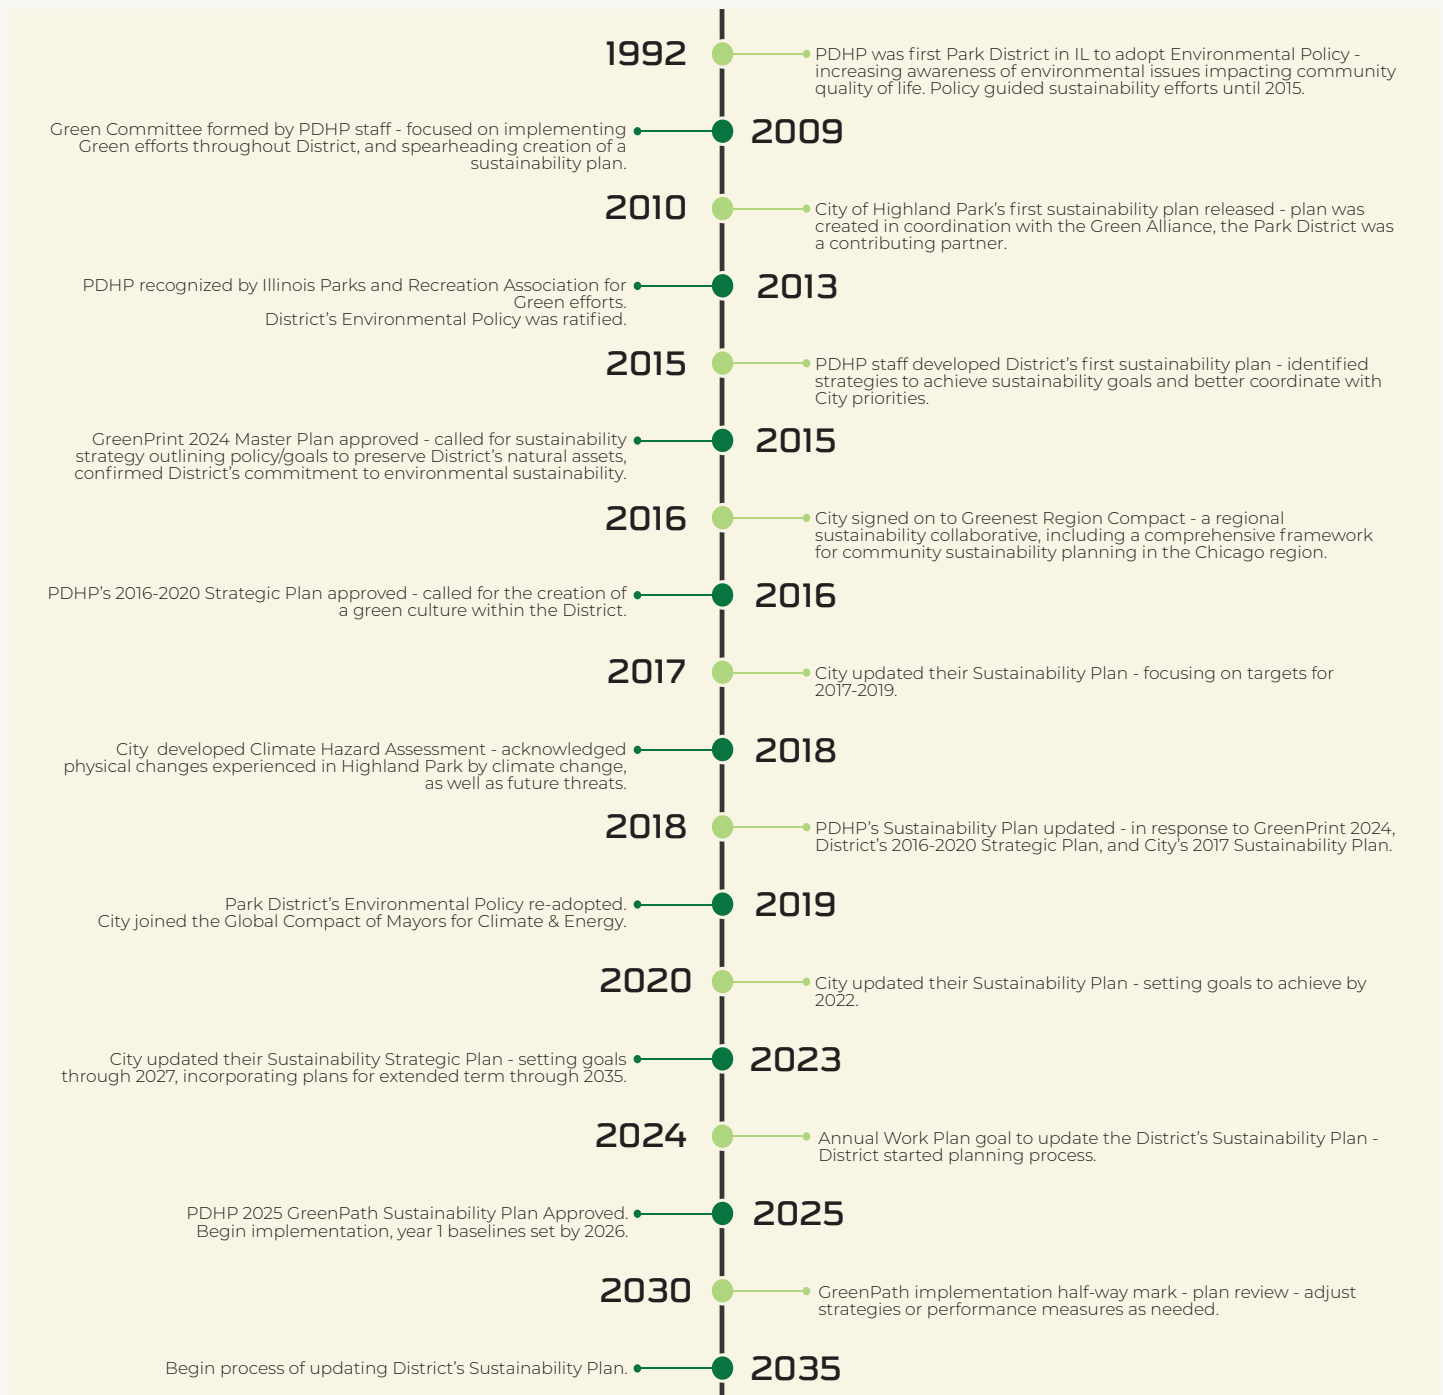 1992
PDHP was first Park District in IL to adopt Environmental Policy -
increasing awareness of environmental issues impacting community
quality of life. Policy guided sustainability efforts until 2015.
2009
Green Committee formed by PDHP staff - focused on implementing
Green efforts throughout District, and spearheading creation of a
sustainability plan.
2010
City of Highland Park’s first sustainability plan released - plan was
created in coordination with the Green Alliance, the Park District was
a contributing partner.
2013
PDHP recognized by Illinois Parks and Recreation Association for
Green efforts.
District’s Environmental Policy was ratified.
2015
PDHP staff developed District’s first sustainability plan - identified
strategies to achieve sustainability goals and better coordinate with
City priorities.
2015
GreenPrint 2024 Master Plan approved - called for sustainability
strategy outlining policy/goals to preserve District’s natural assets,
confirmed District’s commitment to environmental sustainability.
2016
City signed on to Greenest Region Compact - a regional
sustainability collaborative, including a comprehensive framework
for community sustainability planning in the Chicago region.
2016
PDHP’s 2016-2020 Strategic Plan approved - called for the creation of
a green culture within the District.
2017
City updated their Sustainability Plan - focusing on targets for
2017-2019.
2018
City developed Climate Hazard Assessment - acknowledged
physical changes experienced in Highland Park by climate change,
as well as future threats.
2018
PDHP’s Sustainability Plan updated - in response to GreenPrint 2024,
District’s 2016-2020 Strategic Plan, and City’s 2017 Sustainability Plan.
2019
Park District’s Environmental Policy re-adopted.
City joined the Global Compact of Mayors for Climate & Energy.
2020
City updated their Sustainability Plan - setting goals to achieve by
2022.
2023
City updated their Sustainability Strategic Plan - setting goals
through 2027, incorporating plans for extended term through 2035.
2024
Annual Work Plan goal to update the District’s Sustainability Plan -
District started planning process.
2025
PDHP 2025 GreenPath Sustainability Plan Approved.
Begin implementation, year 1 baselines set by 2026.
2030
GreenPath implementation half-way mark - plan review - adjust
strategies or performance measures as needed.
2035
Begin process of updating District’s Sustainability Plan.